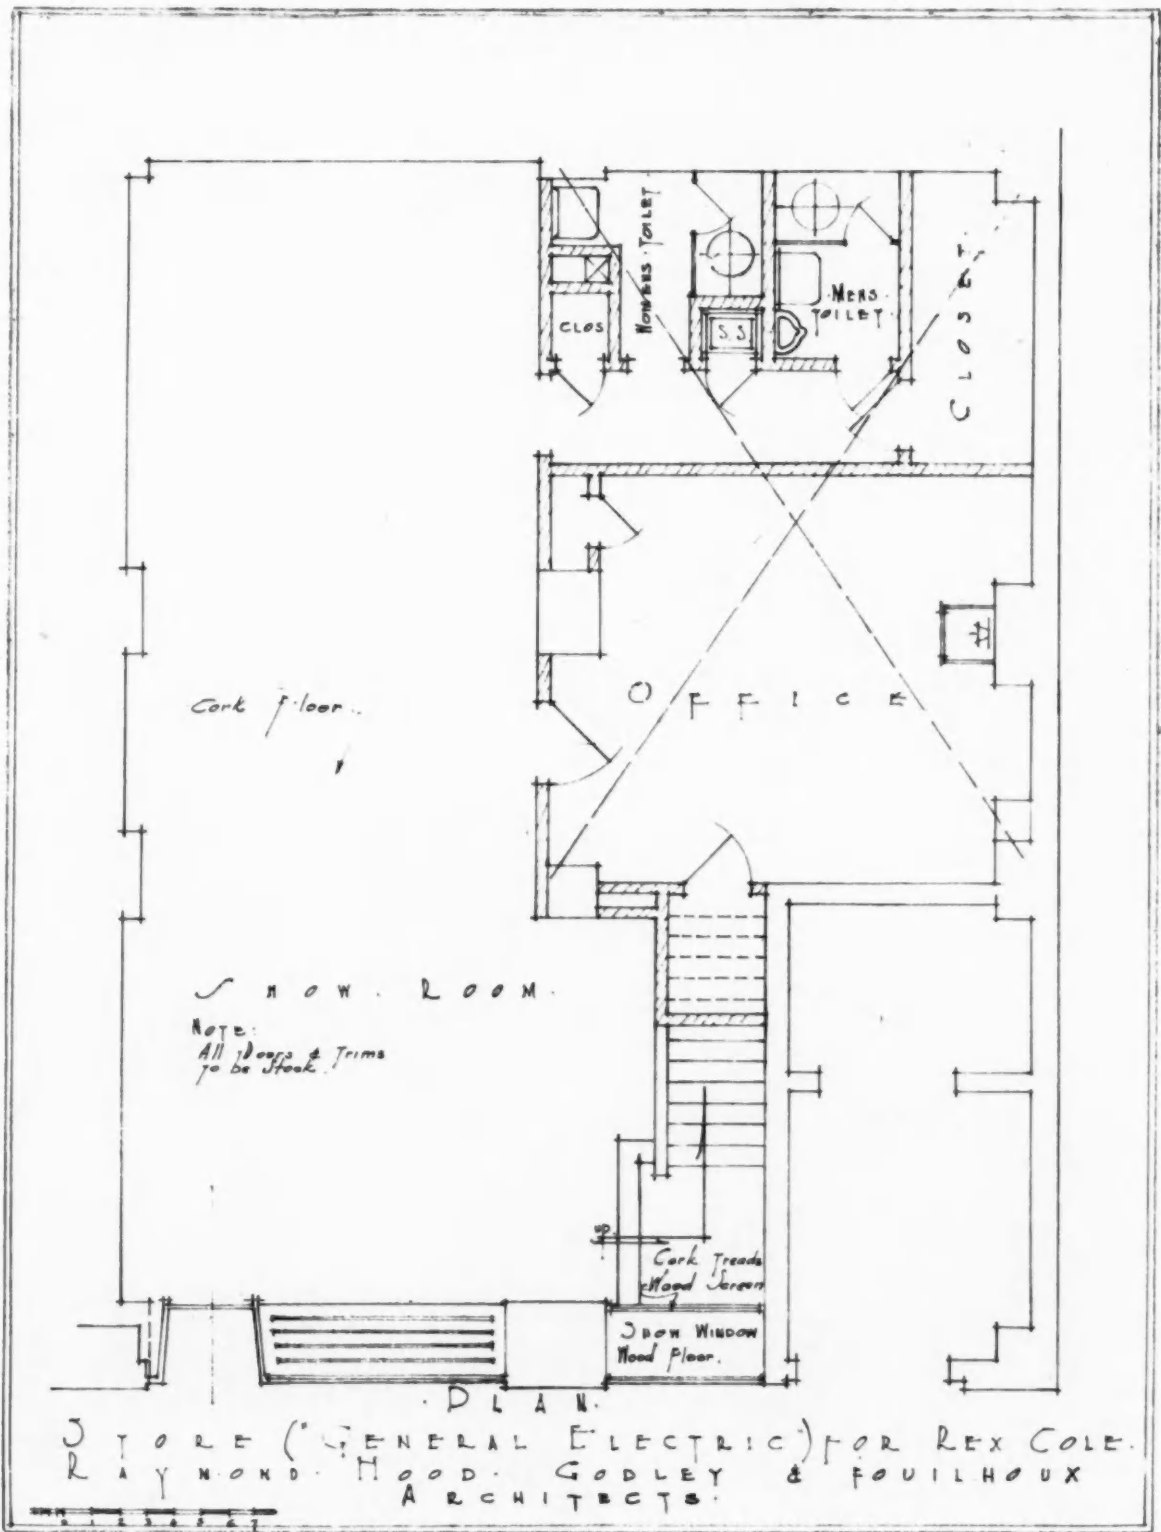 WOMENS · TOILET ·
CLOS
S.S
· MENS
TOILET ·
CLOSET
OFFICE
Cork Floor.
SHOW. ROOM.
NOTE:
All Doors & Trims
To be Stock.
UP.
Cork Treads
Wood Screen
SHOW WINDOW
Wood Floor.
· PLAN ·
STORE ("GENERAL ELECTRIC") FOR REX COLE.
RAYMOND · HOOD · GODLEY & FOUILHOUX
ARCHITECTS ·